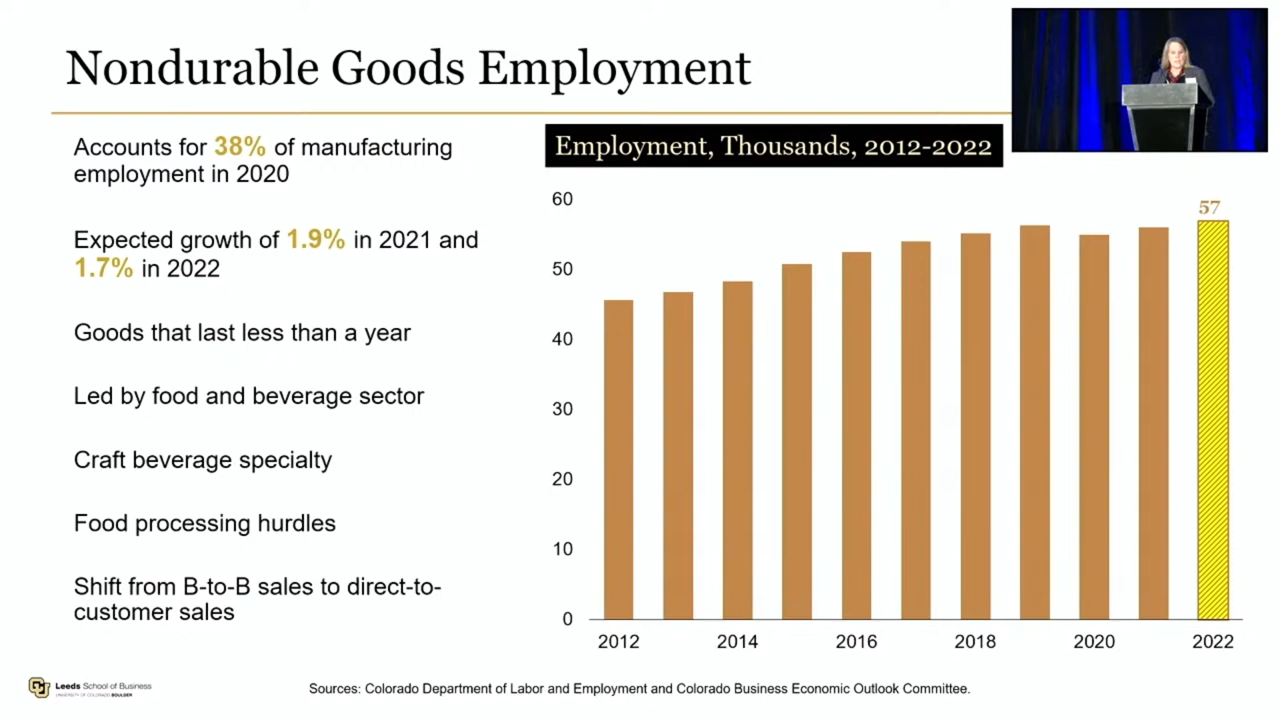 Nondurable Goods Employment
Accounts for 38% of manufacturing
employment in 2020
Expected growth of 1.9% in 2021 and
1.7% in 2022
Goods that last less than a year
Led by food and beverage sector
Craft beverage specialty
Food processing hurdles
Shift from B-to-B sales to direct-to-
customer sales
Employment, Thousands, 2012-2022
60
50
40
30
20
10
0
57
2012 2014 2016 2018 2020 2022
Leeds School of Business
UNIVERSITY OF COLORADO BOULDER
Sources: Colorado Department of Labor and Employment and Colorado Business Economic Outlook Committee.